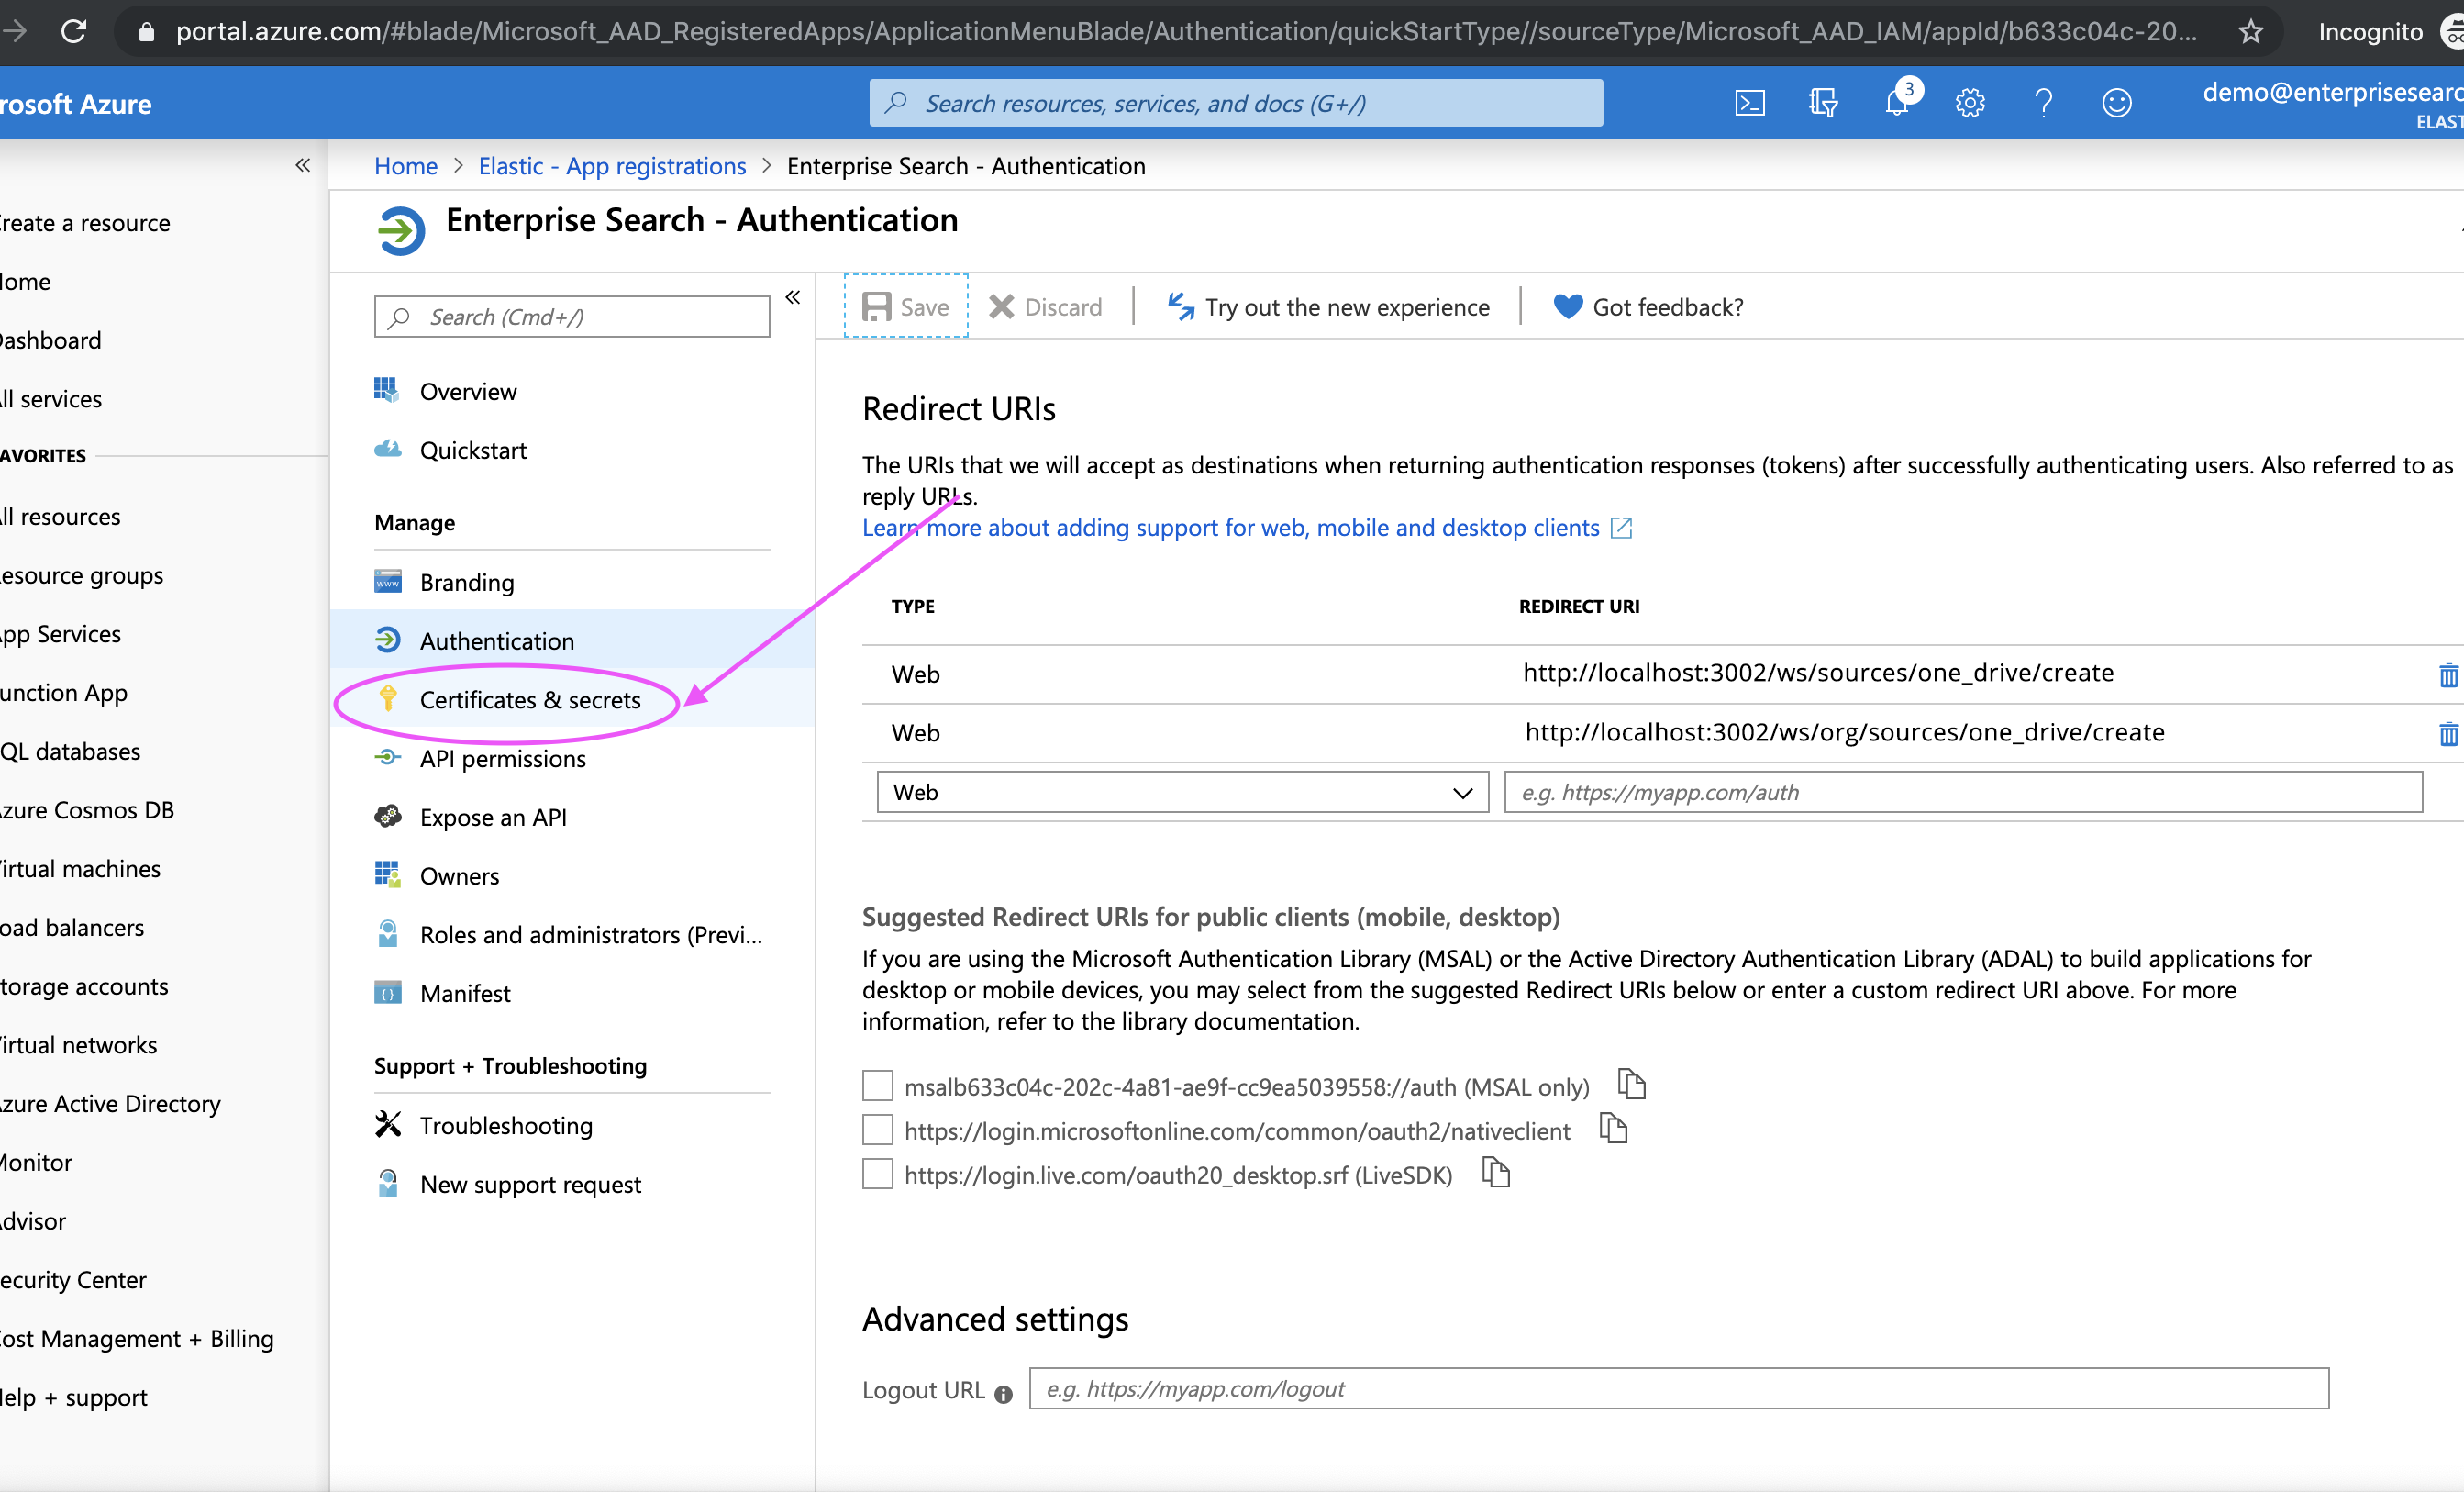 portal.azure.com/#blade/Microsoft_AAD_RegisteredApps/ApplicationMenuBlade/Authentication/quickStartType//sourceType/Microsoft_AAD_IAM/appId/b633c04c-20...
Incognito
rosoft Azure
Search resources, services, and docs (G+/)
3
demo@enterprisesearc
ELAST
Home > Elastic - App registrations > Enterprise Search - Authentication
Enterprise Search - Authentication
reate a resource
ome
ashboard
ll services
AVORITES
ll resources
esource groups
pp Services
unction App
QL databases
zure Cosmos DB
irtual machines
oad balancers
torage accounts
irtual networks
zure Active Directory
onitor
dvisor
ecurity Center
ost Management + Billing
elp + support
Search (Cmd+/)
Overview
Quickstart
Manage
Branding
Authentication
Certificates & secrets
API permissions
Expose an API
Owners
Roles and administrators (Previ...
Manifest
Support + Troubleshooting
Troubleshooting
New support request
Save
Discard
Try out the new experience
Got feedback?
Redirect URIs
The URIs that we will accept as destinations when returning authentication responses (tokens) after successfully authenticating users. Also referred to as
reply URLs.
Learn more about adding support for web, mobile and desktop clients
TYPE
REDIRECT URI
Web
http://localhost:3002/ws/sources/one_drive/create
Web
http://localhost:3002/ws/org/sources/one_drive/create
Web
e.g. https://myapp.com/auth
Suggested Redirect URIs for public clients (mobile, desktop)
If you are using the Microsoft Authentication Library (MSAL) or the Active Directory Authentication Library (ADAL) to build applications for
desktop or mobile devices, you may select from the suggested Redirect URIs below or enter a custom redirect URI above. For more
information, refer to the library documentation.
msalb633c04c-202c-4a81-ae9f-cc9ea5039558://auth (MSAL only)
https://login.microsoftonline.com/common/oauth2/nativeclient
https://login.live.com/oauth20_desktop.srf (LiveSDK)
Advanced settings
Logout URL
e.g. https://myapp.com/logout